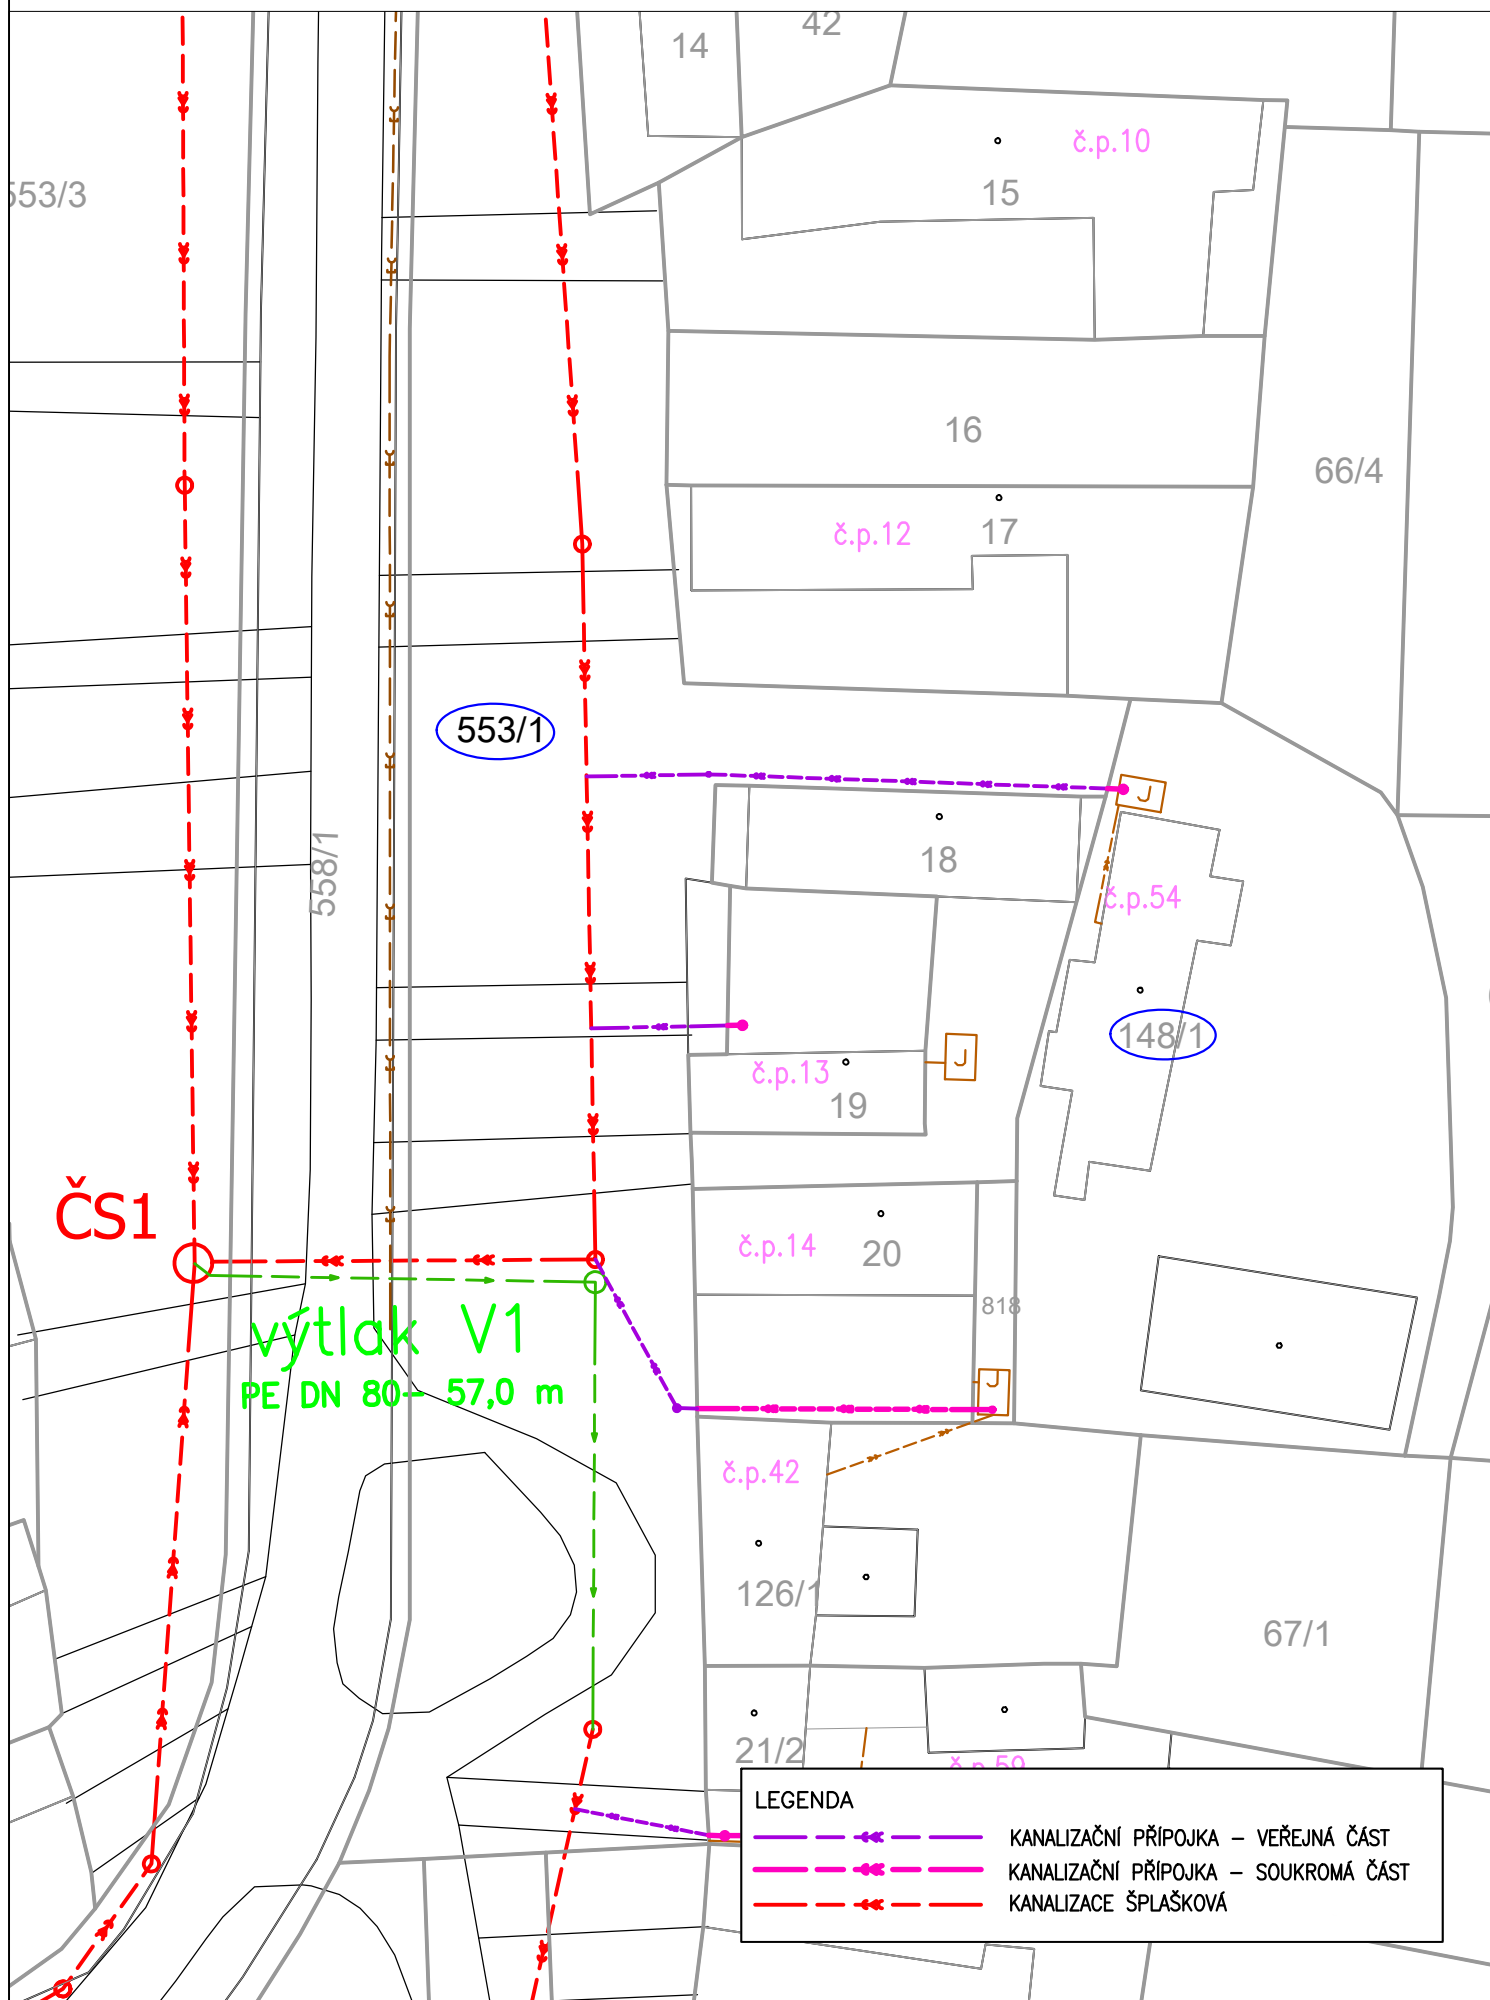 42
14
č.p.10
553/3
15
16
66/4
č.p.12
17
553/1
J
18
558/1
č.p.54
148/1
J
č.p.13
19
ČS1
č.p.14
20
818
výtlak V1
J
PE DN 80- 57,0 m
č.p.42
126/1
67/1
21/2
č.p.59
LEGENDA
KANALIZAČNÍ PŘÍPOJKA – VEŘEJNÁ ČÁST
KANALIZAČNÍ PŘÍPOJKA – SOUKROMÁ ČÁST
KANALIZACE ŠPLAŠKOVÁ